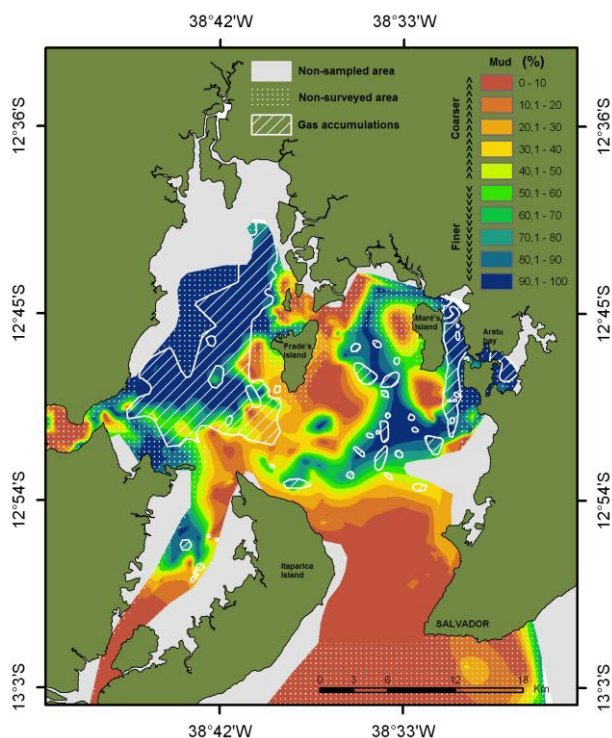 38°42'W 38°33'W
Non-sampled area
Non-surveyed area
Gas accumulations
Mud (%)
0 - 10
10,1 - 20
20,1 - 30
30,1 - 40
40,1 - 50
50,1 - 60
60,1 - 70
70,1 - 80
80,1 - 90
90,1 - 100
Coarser >>>>>>>>>>
Finer <<<<<<<<<<
12°36'S 12°36'S
12°45'S 12°45'S
Frade's
Island
Maré's
Island
Aratu
bay
12°54'S 12°54'S
Itaparica
Island
SALVADOR
13°3'S 13°3'S
0 3 6 12 18
Km
38°42'W 38°33'W